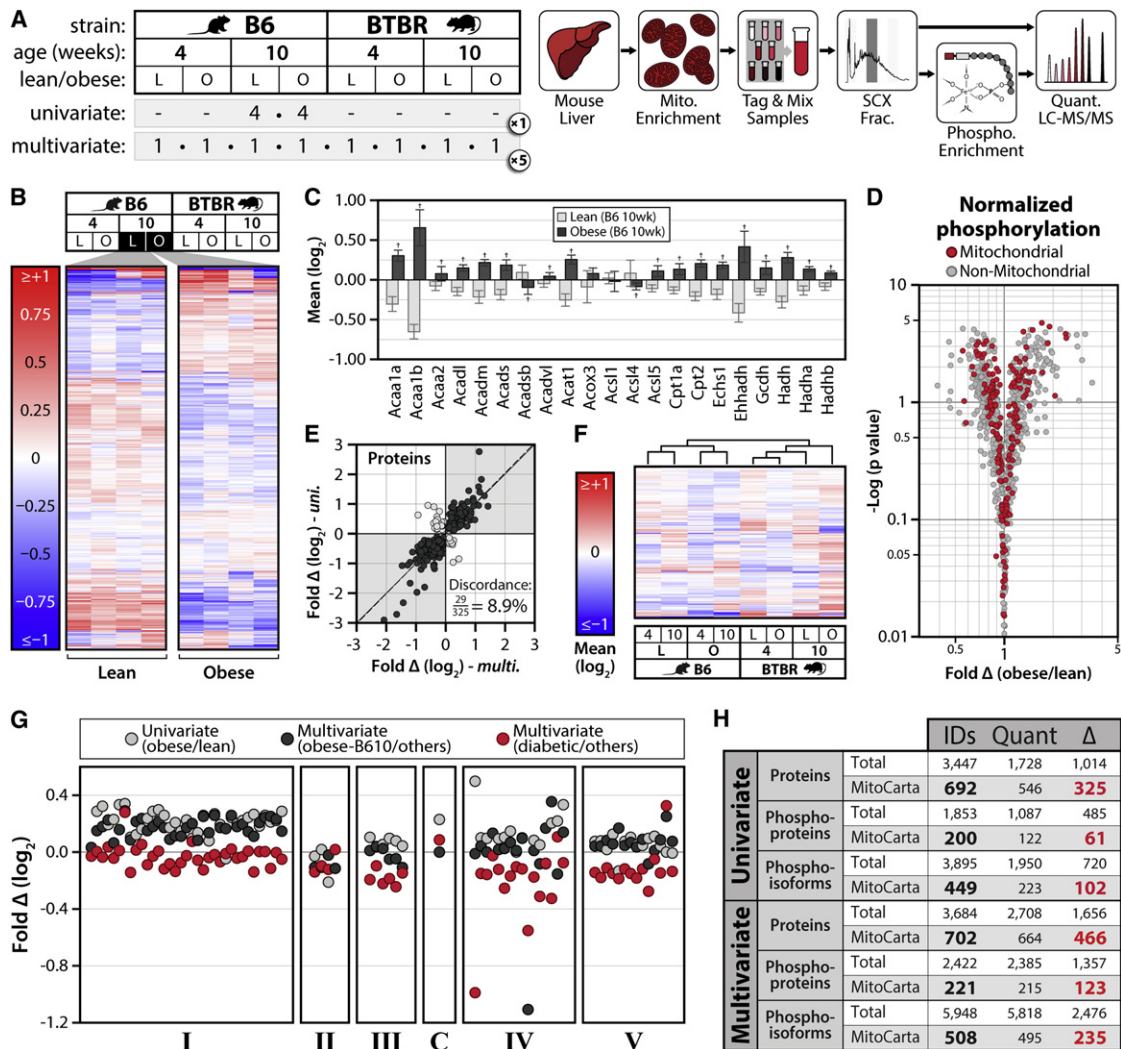 A
strain: B6 BTBR
age (weeks): 4 10 4 10
lean/obese: L O L O L O L O
univariate: - - 4 • 4 - - - - ×1
multivariate: 1 • 1 • 1 • 1 • 1 • 1 • 1 • 1 ×5
Mouse
Liver
Mito.
Enrichment
Tag & Mix
Samples
SCX
Frac.
Phospho.
Enrichment
Quant.
LC-MS/MS
B
B6 BTBR
4 10 4 10
L O L O L O L O
≥+1
0.75
0.5
0.25
0
−0.25
−0.5
−0.75
≤−1
Lean Obese
C
Mean (log2)
1.00
0.50
0.00
-0.50
-1.00
Lean (B6 10wk)
Obese (B6 10wk)
Acaa1a
Acaa1b
Acaa2
Acadl
Acadm
Acads
Acadsb
Acadvl
Acat1
Acox3
Acsl1
Acsl4
Acsl5
Cpt1a
Cpt2
Echs1
Ehhadh
Gcdh
Hadh
Hadha
Hadhb
D
Normalized
phosphorylation
Mitochondrial
Non-Mitochondrial
-Log (p value)
10
5
1
0.5
0.1
0.05
0.01
0.5 1 5
Fold Δ (obese/lean)
E
Proteins
Fold Δ (log2) - uni.
3
2
1
0
-1
-2
-3
Discordance:
29/325 = 8.9%
-3 -2 -1 0 1 2 3
Fold Δ (log2) - multi.
F
≥+1
0
≤−1
Mean
(log2)
4 10 4 10 L O L O
L O 4 10
B6 BTBR
G
Univariate
(obese/lean)
Multivariate
(obese-B610/others)
Multivariate
(diabetic/others)
Fold Δ (log2)
0.4
0.0
-0.4
-0.8
-1.2
I II III C IV V
H
IDs Quant Δ
Univariate
Proteins
Total 3,447 1,728 1,014
MitoCarta 692 546 325
Phospho-
proteins
Total 1,853 1,087 485
MitoCarta 200 122 61
Phospho-
isoforms
Total 3,895 1,950 720
MitoCarta 449 223 102
Multivariate
Proteins
Total 3,684 2,708 1,656
MitoCarta 702 664 466
Phospho-
proteins
Total 2,422 2,385 1,357
MitoCarta 221 215 123
Phospho-
isoforms
Total 5,948 5,818 2,476
MitoCarta 508 495 235